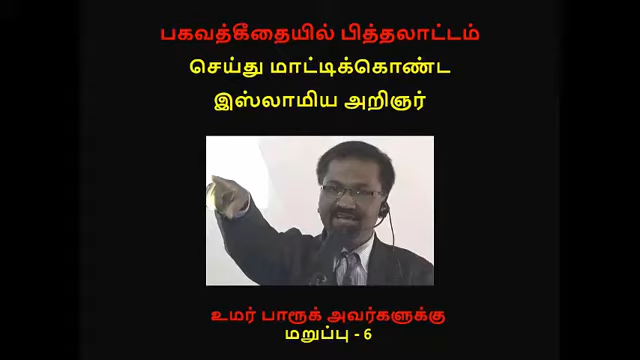 பகவத்கீதையில் பித்தலாட்டம்
செய்து மாட்டிக்கொண்ட
இஸ்லாமிய அறிஞர்
உமர் பாரூக் அவர்களுக்கு
மறுப்பு - 6